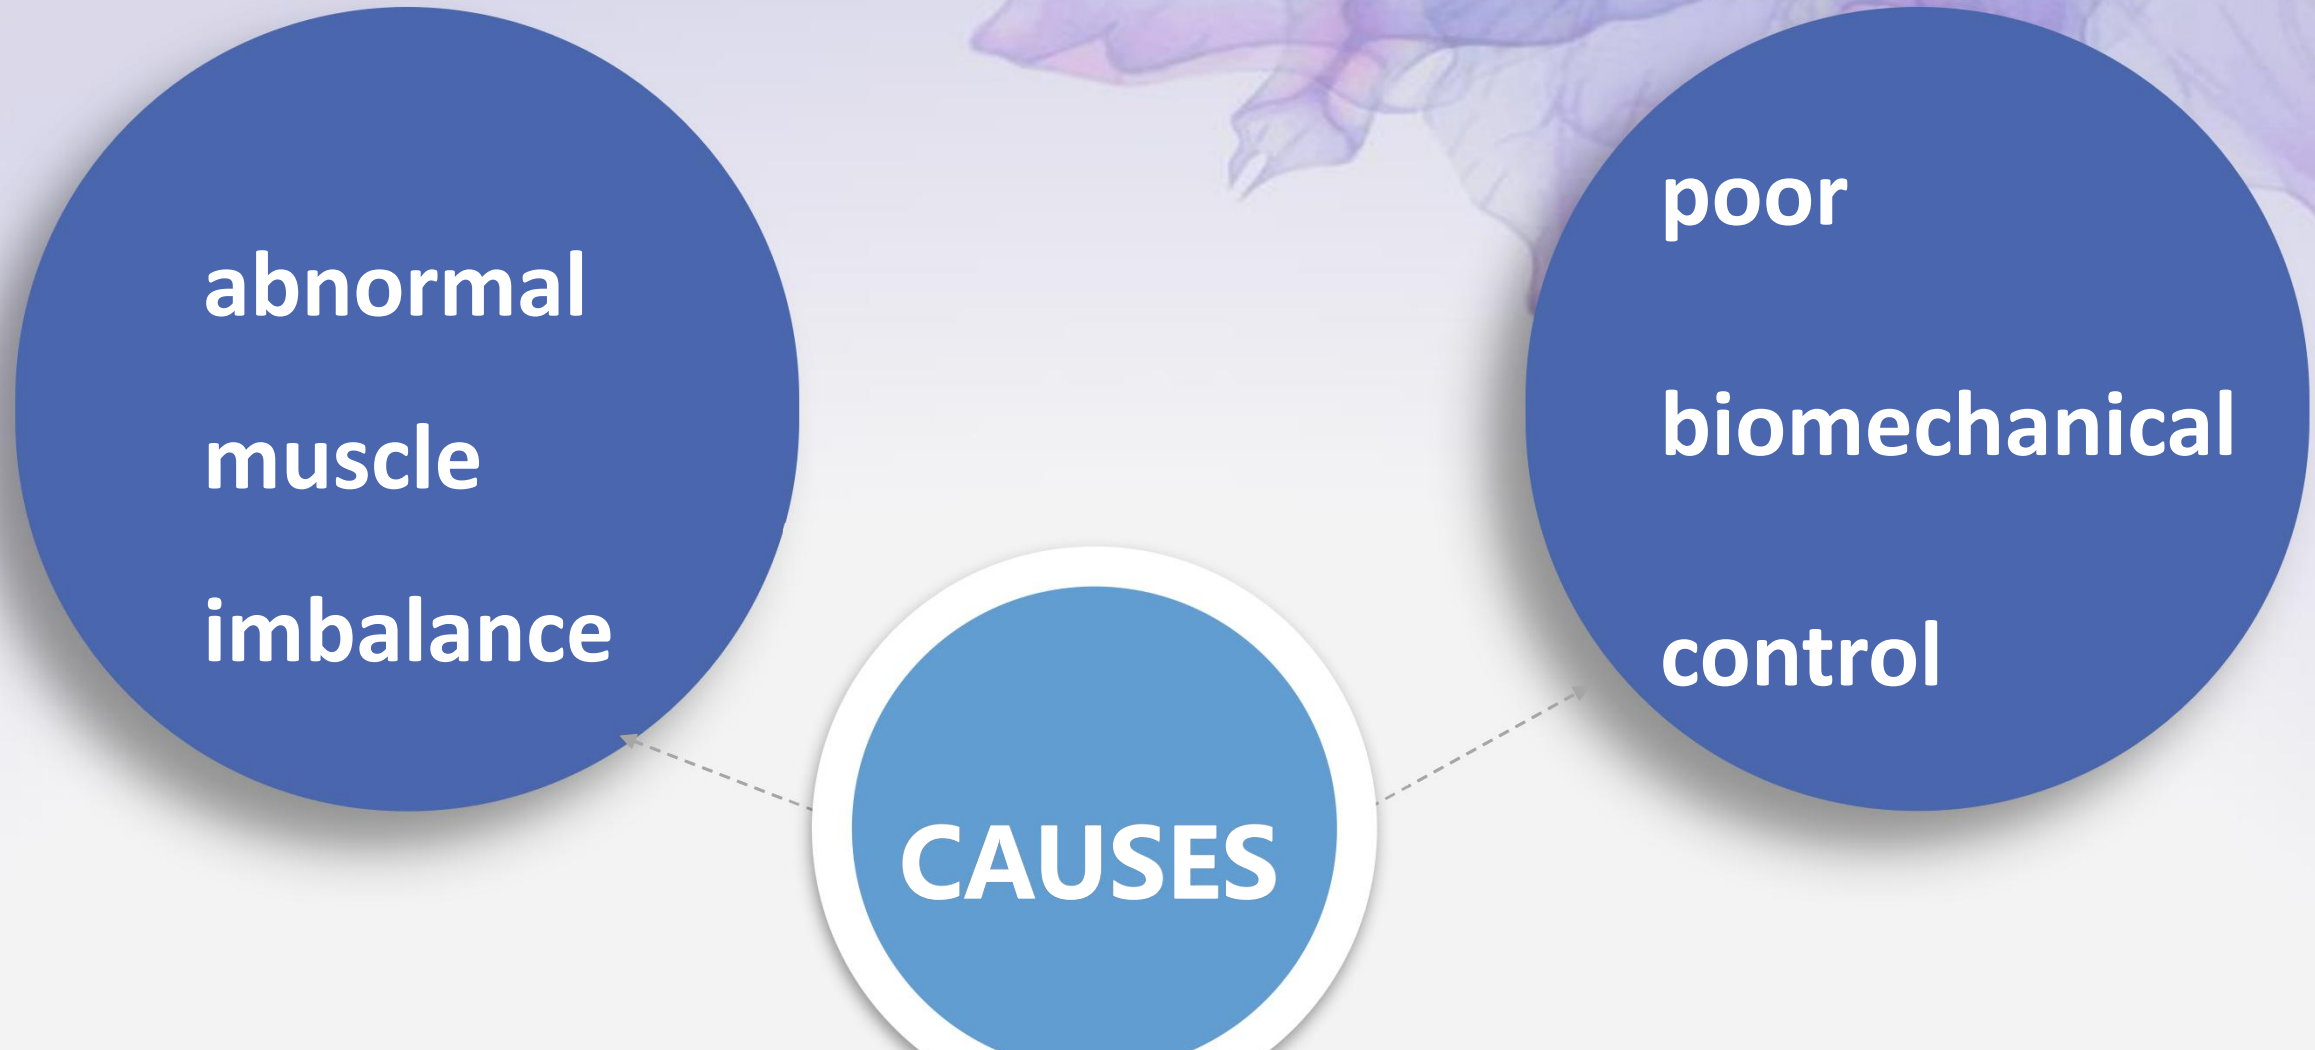 abnormal
muscle
imbalance
poor
biomechanical
control
CAUSES